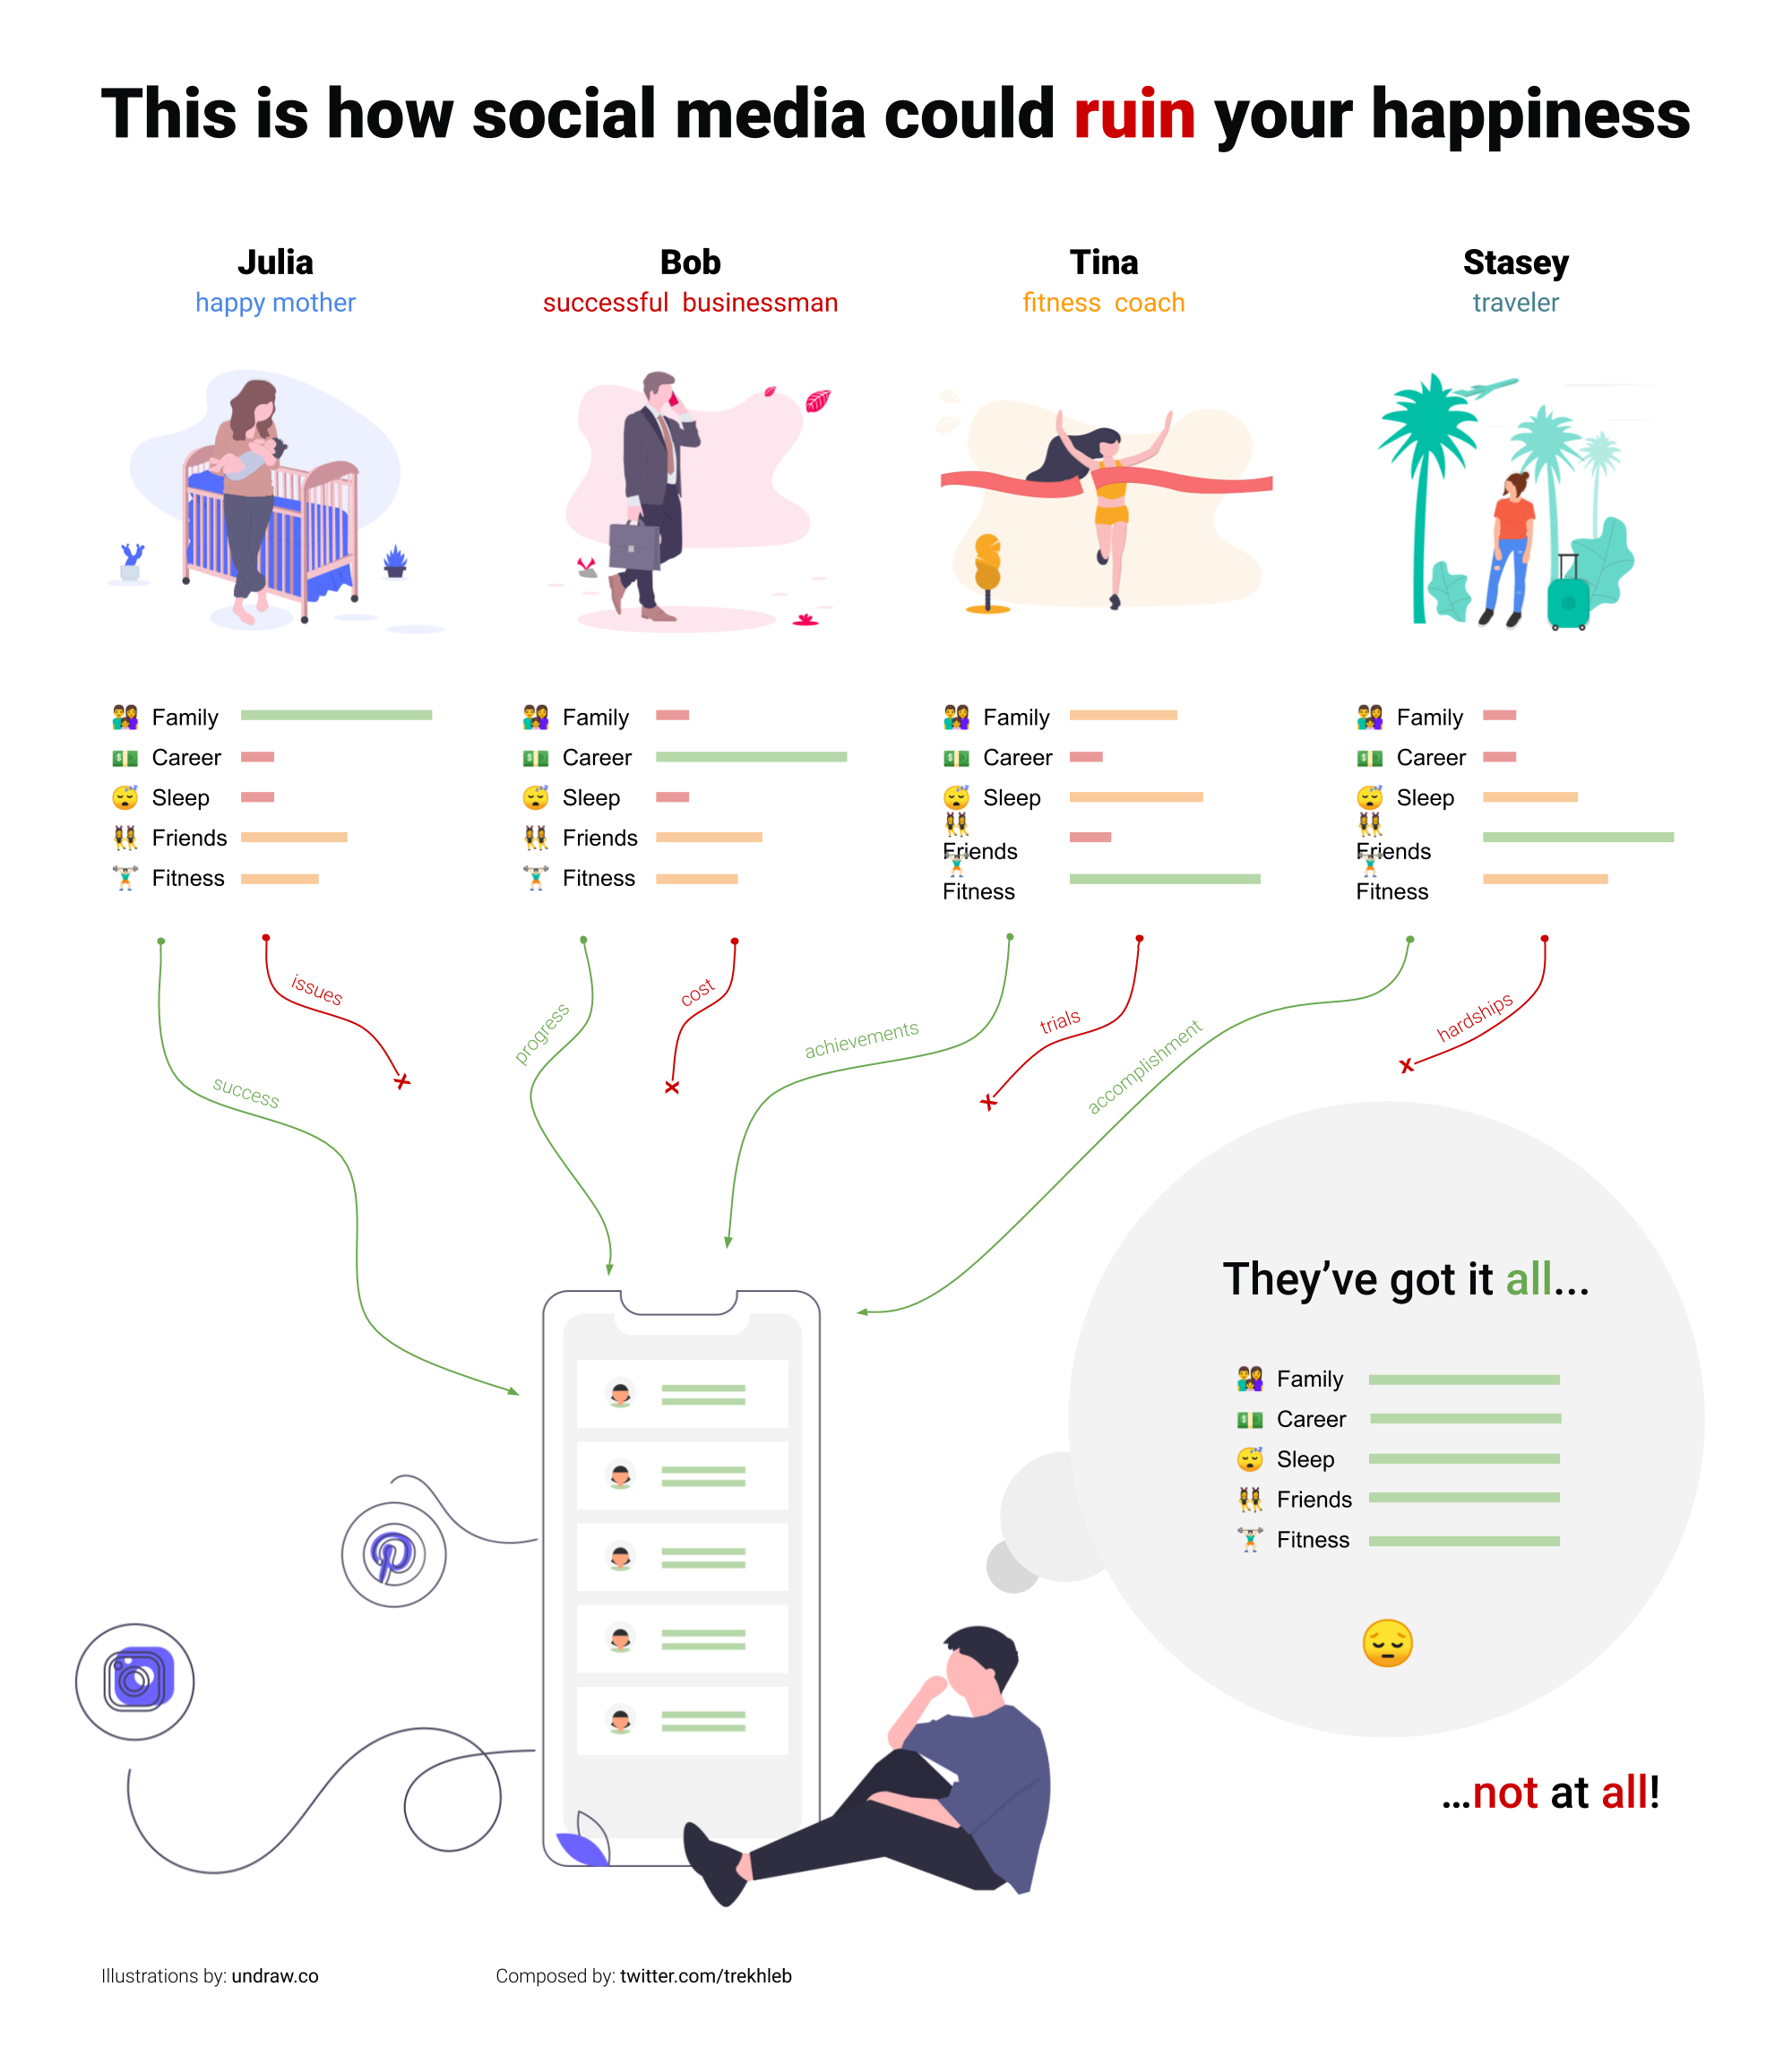 This is how social media could ruin your happiness
Julia
happy mother
Bob
successful businessman
Tina
fitness coach
Stasey
traveler
Family
Career
Sleep
Friends
Fitness
Family
Career
Sleep
Friends
Fitness
Family
Career
Sleep
Friends
Fitness
Family
Career
Sleep
Friends
Fitness
success
issues
progress
cost
achievements
trials
accomplishment
hardships
They've got it all...
Family
Career
Sleep
Friends
Fitness
...not at all!
Illustrations by: undraw.co
Composed by: twitter.com/trekhleb